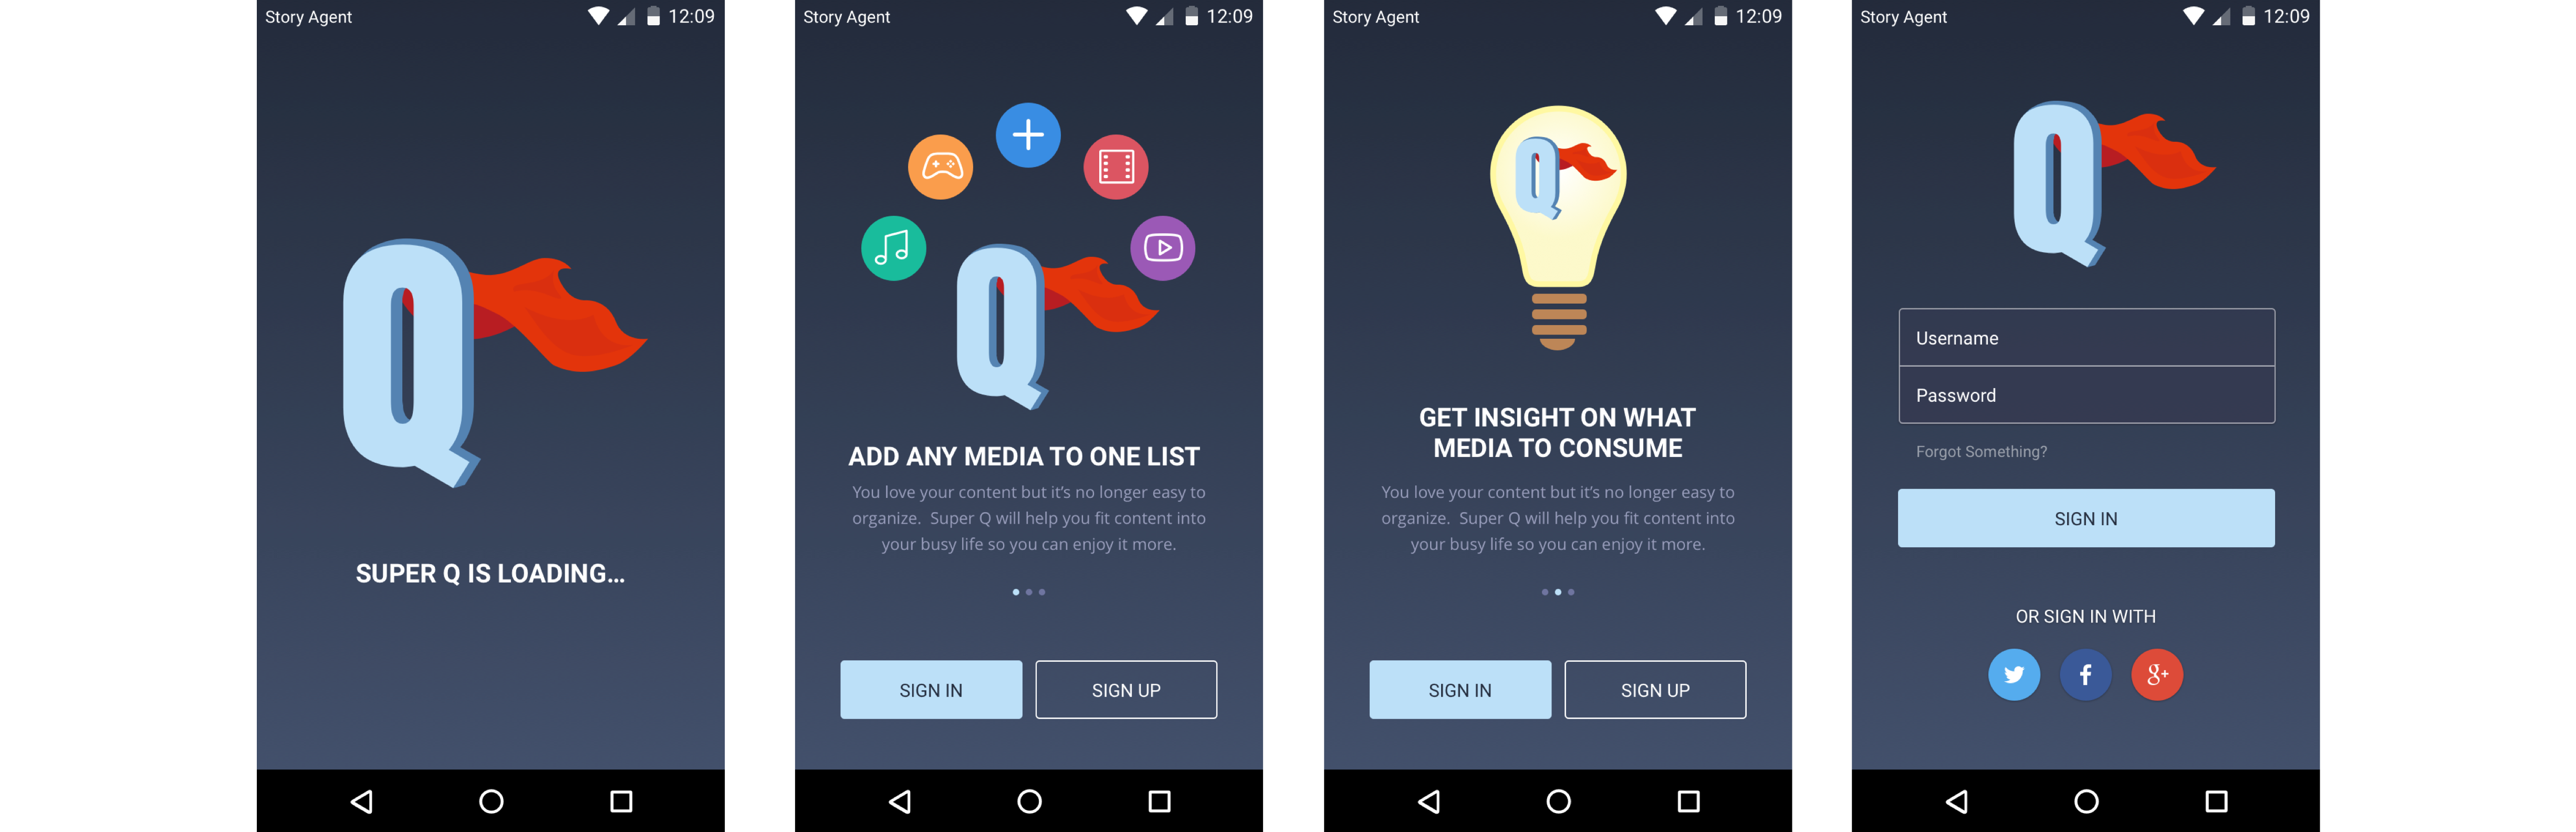 Story Agent
12:09
Q
SUPER Q IS LOADING...
Story Agent
12:09
Q
ADD ANY MEDIA TO ONE LIST
You love your content but it’s no longer easy to
organize.  Super Q will help you fit content into
your busy life so you can enjoy it more.
SIGN IN
SIGN UP
Story Agent
12:09
Q
GET INSIGHT ON WHAT
MEDIA TO CONSUME
You love your content but it’s no longer easy to
organize.  Super Q will help you fit content into
your busy life so you can enjoy it more.
SIGN IN
SIGN UP
Story Agent
12:09
Q
Username
Password
Forgot Something?
SIGN IN
OR SIGN IN WITH
f
g+